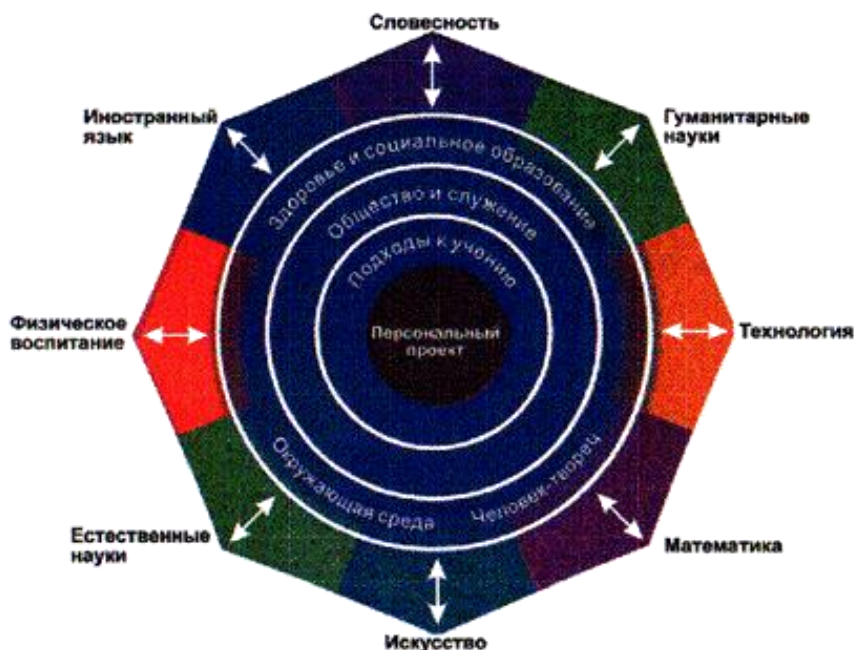 Словесность
Иностранный
язык
Гуманитарные
науки
Здоровье и социальное образование
Общество и служение
Подходы к учению
Физическое
воспитание
Персональный
проект
Технология
Окружающая среда
Человек-творец
Естественные
науки
Математика
Искусство